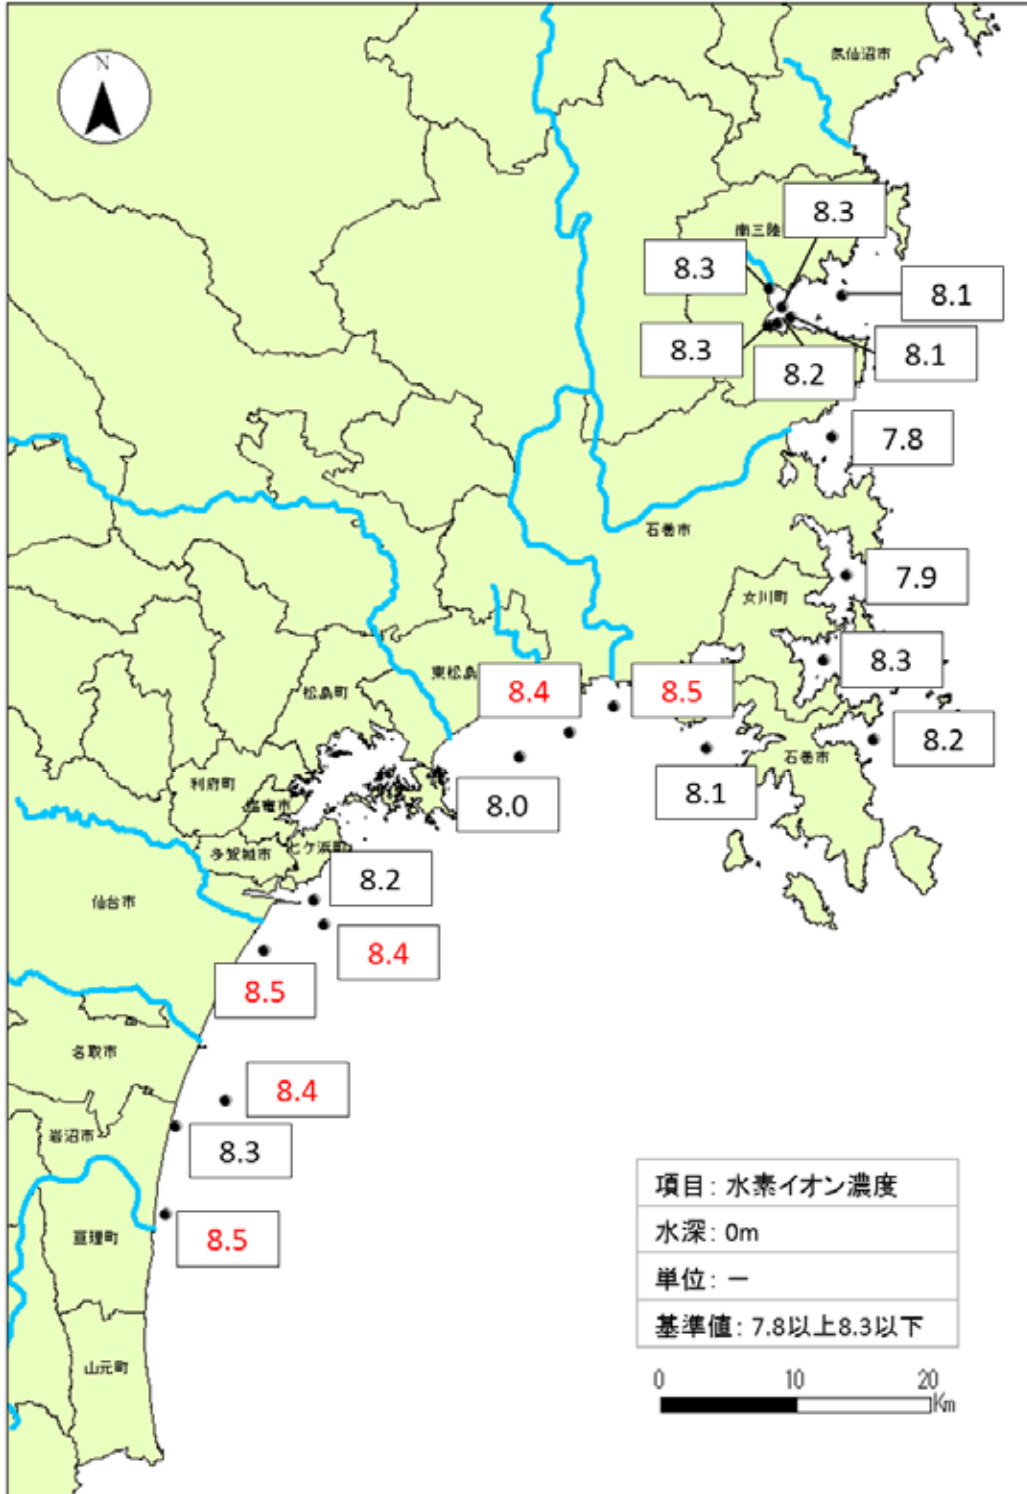 N
気仙沼市
8.3
南三陸
8.3
8.1
8.3
8.2
8.1
7.8
石巻市
7.9
女川町
8.3
東松島
8.4
8.5
松島町
8.2
石巻市
利府町
8.1
8.0
塩竈市
多賀城市
七ケ浜町
8.2
仙台市
8.4
8.5
名取市
8.4
岩沼市
8.3
亘理町
8.5
項目：水素イオン濃度
水深：0m
単位：－
基準値：7.8以上8.3以下
山元町
0 10 20
Km